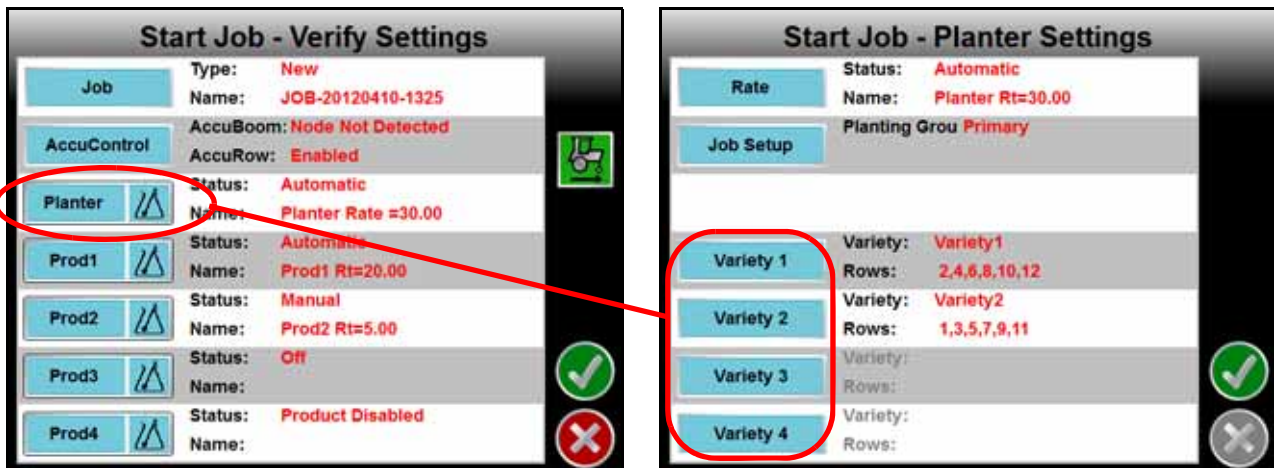 Start Job - Verify Settings
Job
Type: New
Name: JOB-20120410-1325
AccuControl
AccuBoom: Node Not Detected
AccuRow: Enabled
Planter
Status: Automatic
Name: Planter Rate =30.00
Prod1
Status: Automatic
Name: Prod1 Rt=20.00
Prod2
Status: Manual
Name: Prod2 Rt=5.00
Prod3
Status: Off
Name:
Prod4
Status: Product Disabled
Name:
Start Job - Planter Settings
Rate
Status: Automatic
Name: Planter Rt=30.00
Job Setup
Planting Grou Primary
Variety 1
Variety: Variety1
Rows: 2,4,6,8,10,12
Variety 2
Variety: Variety2
Rows: 1,3,5,7,9,11
Variety 3
Variety:
Rows:
Variety 4
Variety:
Rows: